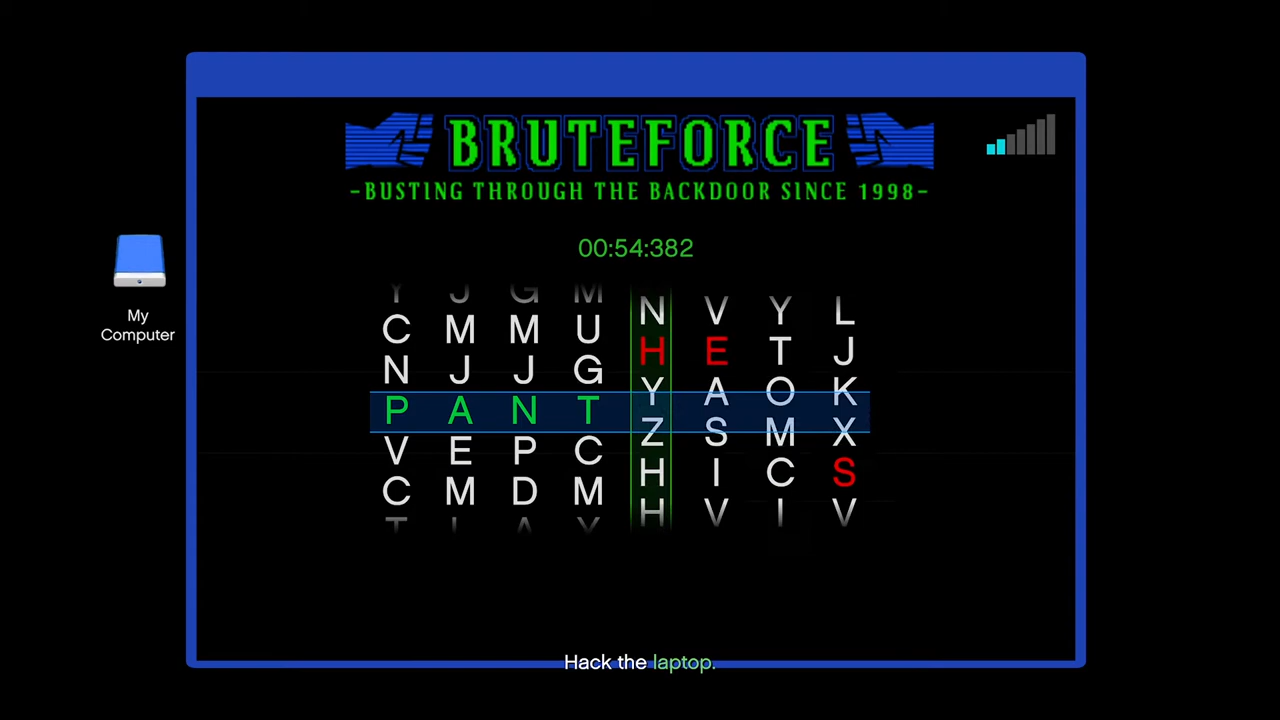 BRUTEFORCE
-BUSTING THROUGH THE BACKDOOR SINCE 1998-
00:54:382
My
Computer
Y J G M N V Y L
C M M U H E T J
N J J G Y A O K
P A N T Z S M X
V E P C H I C S
C M D M H V I V
Hack the laptop.